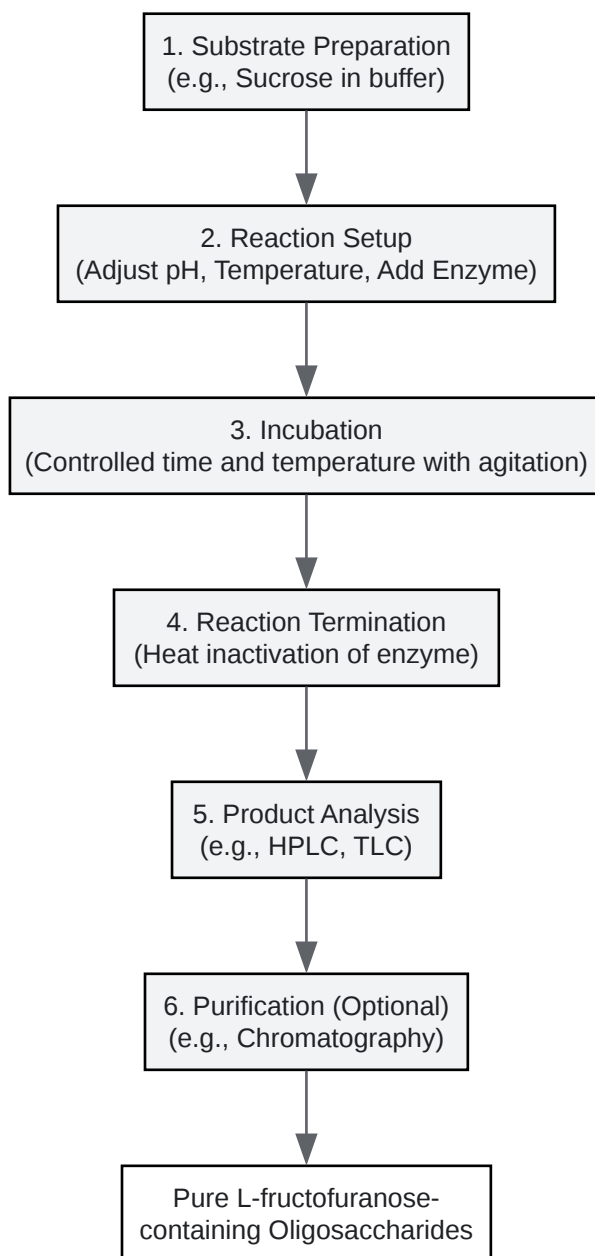 1. Substrate Preparation
(e.g., Sucrose in buffer)
2. Reaction Setup
(Adjust pH, Temperature, Add Enzyme)
3. Incubation
(Controlled time and temperature with agitation)
4. Reaction Termination
(Heat inactivation of enzyme)
5. Product Analysis
(e.g., HPLC, TLC)
6. Purification (Optional)
(e.g., Chromatography)
Pure L-fructofuranose-
containing Oligosaccharides